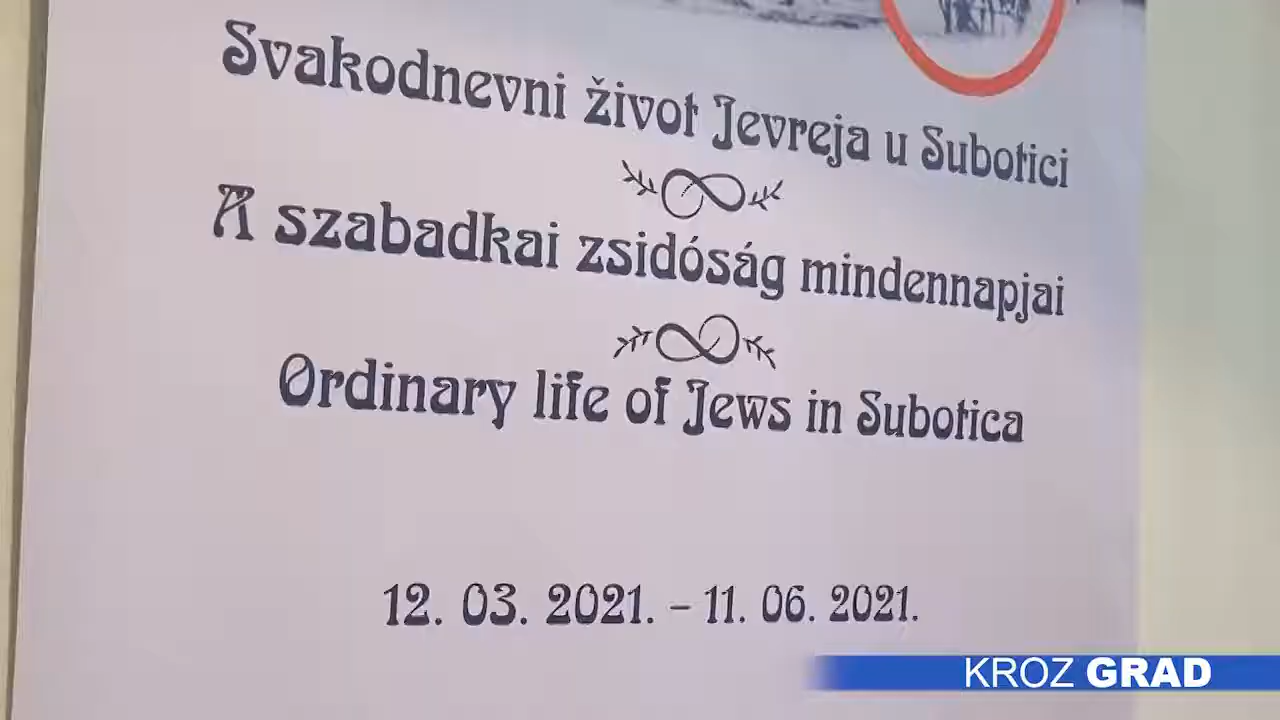 Svakodnevni život Jevreja u Subotici
A szabadkai zsidóság mindennapjai
Ordinary life of Jews in Subotica
12. 03. 2021. – 11. 06. 2021.
KROZ GRAD